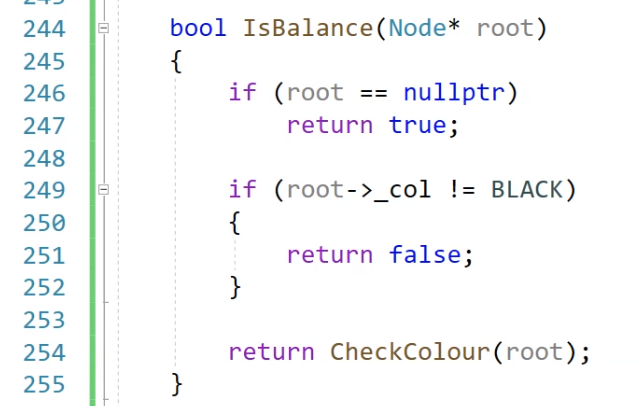 244 bool IsBalance(Node* root)
245 {
246 if (root == nullptr)
247 return true;
248
249 if (root->_col != BLACK)
250 {
251 return false;
252 }
253
254 return CheckColour(root);
255 }